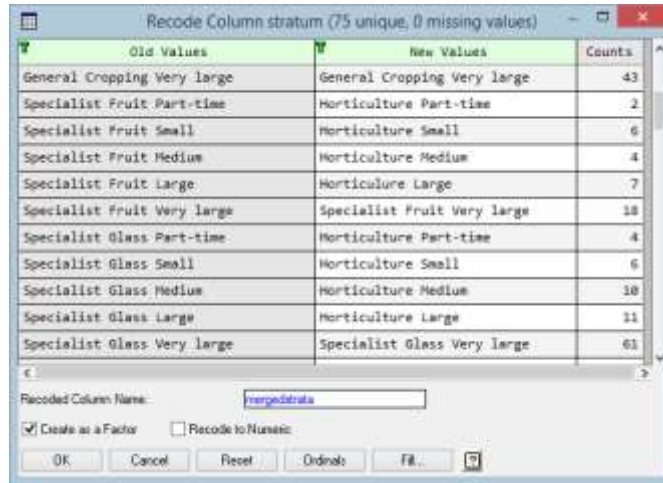 Recode Column stratum (75 unique, 0 missing values)
Old Values New Values Counts
General Cropping Very large General Cropping Very large 43
Specialist Fruit Part-time Horticulture Part-time 2
Specialist Fruit Small Horticulture Small 6
Specialist Fruit Medium Horticulture Medium 4
Specialist Fruit Large Horticulure Large 7
Specialist Fruit Very large Specialist Fruit Very large 18
Specialist Glass Part-time Horticulture Part-time 4
Specialist Glass Small Horticulture Small 6
Specialist Glass Medium Horticulture Medium 10
Specialist Glass Large Horticulture Large 11
Specialist Glass Very large Specialist Glass Very large 61
Recoded Column Name: mergedstrata
Create as a Factor Recode to Numeric
OK Cancel Reset Ordinals Fill... ?